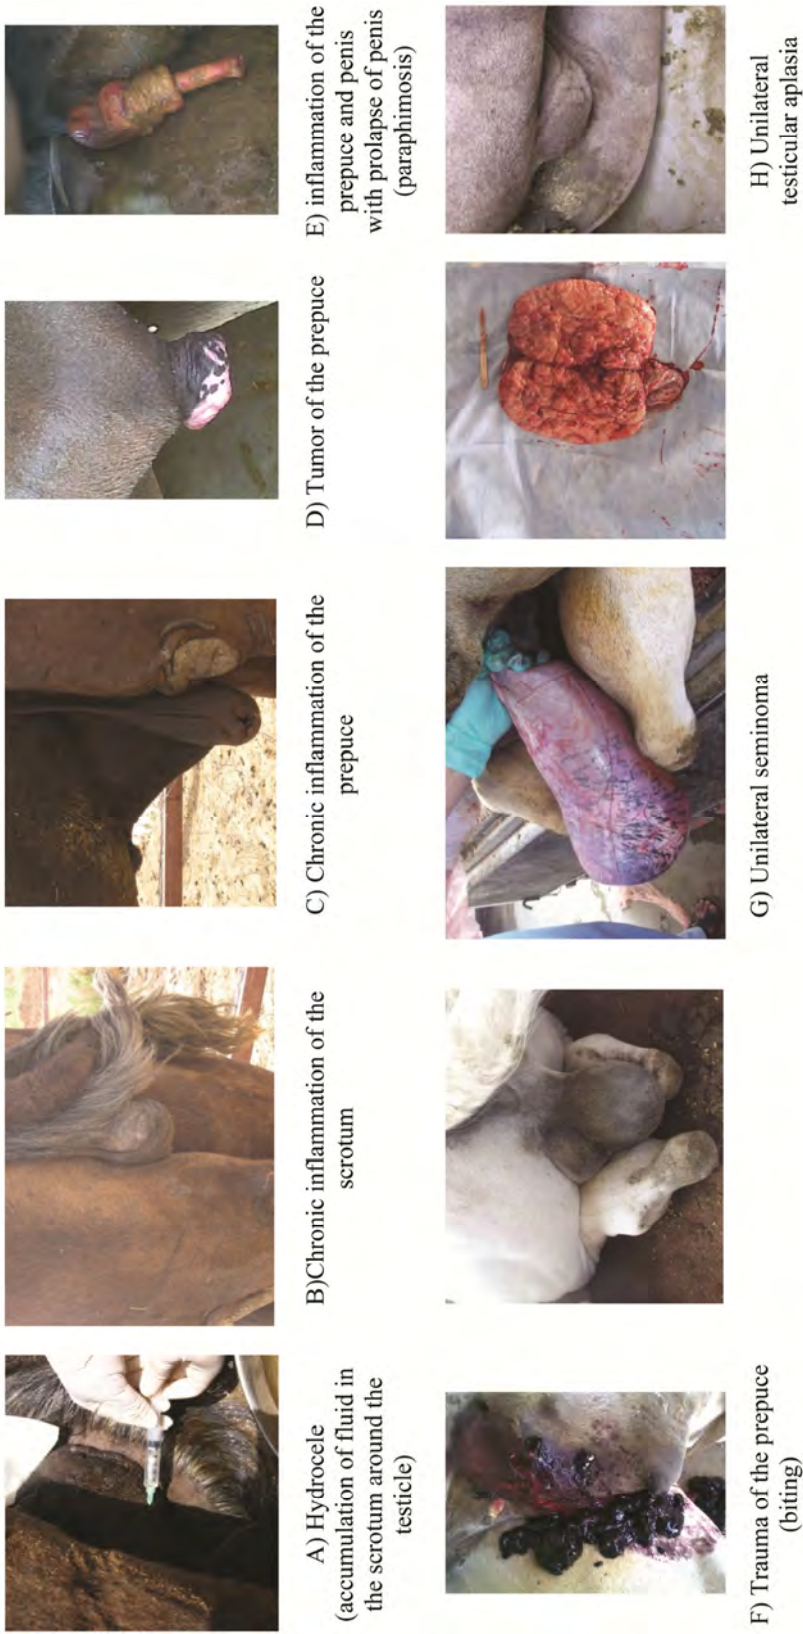 A) Hydrocele
(accumulation of fluid in
the scrotum around the
testicle)
B)Chronic inflammation of the
scrotum
C) Chronic inflammation of the
prepuce
D) Tumor of the prepuce
E) inflammation of the
prepuce and penis
with prolapse of penis
(paraphimosis)
F) Trauma of the prepuce
(biting)
G) Unilateral seminoma
H) Unilateral
testicular aplasia